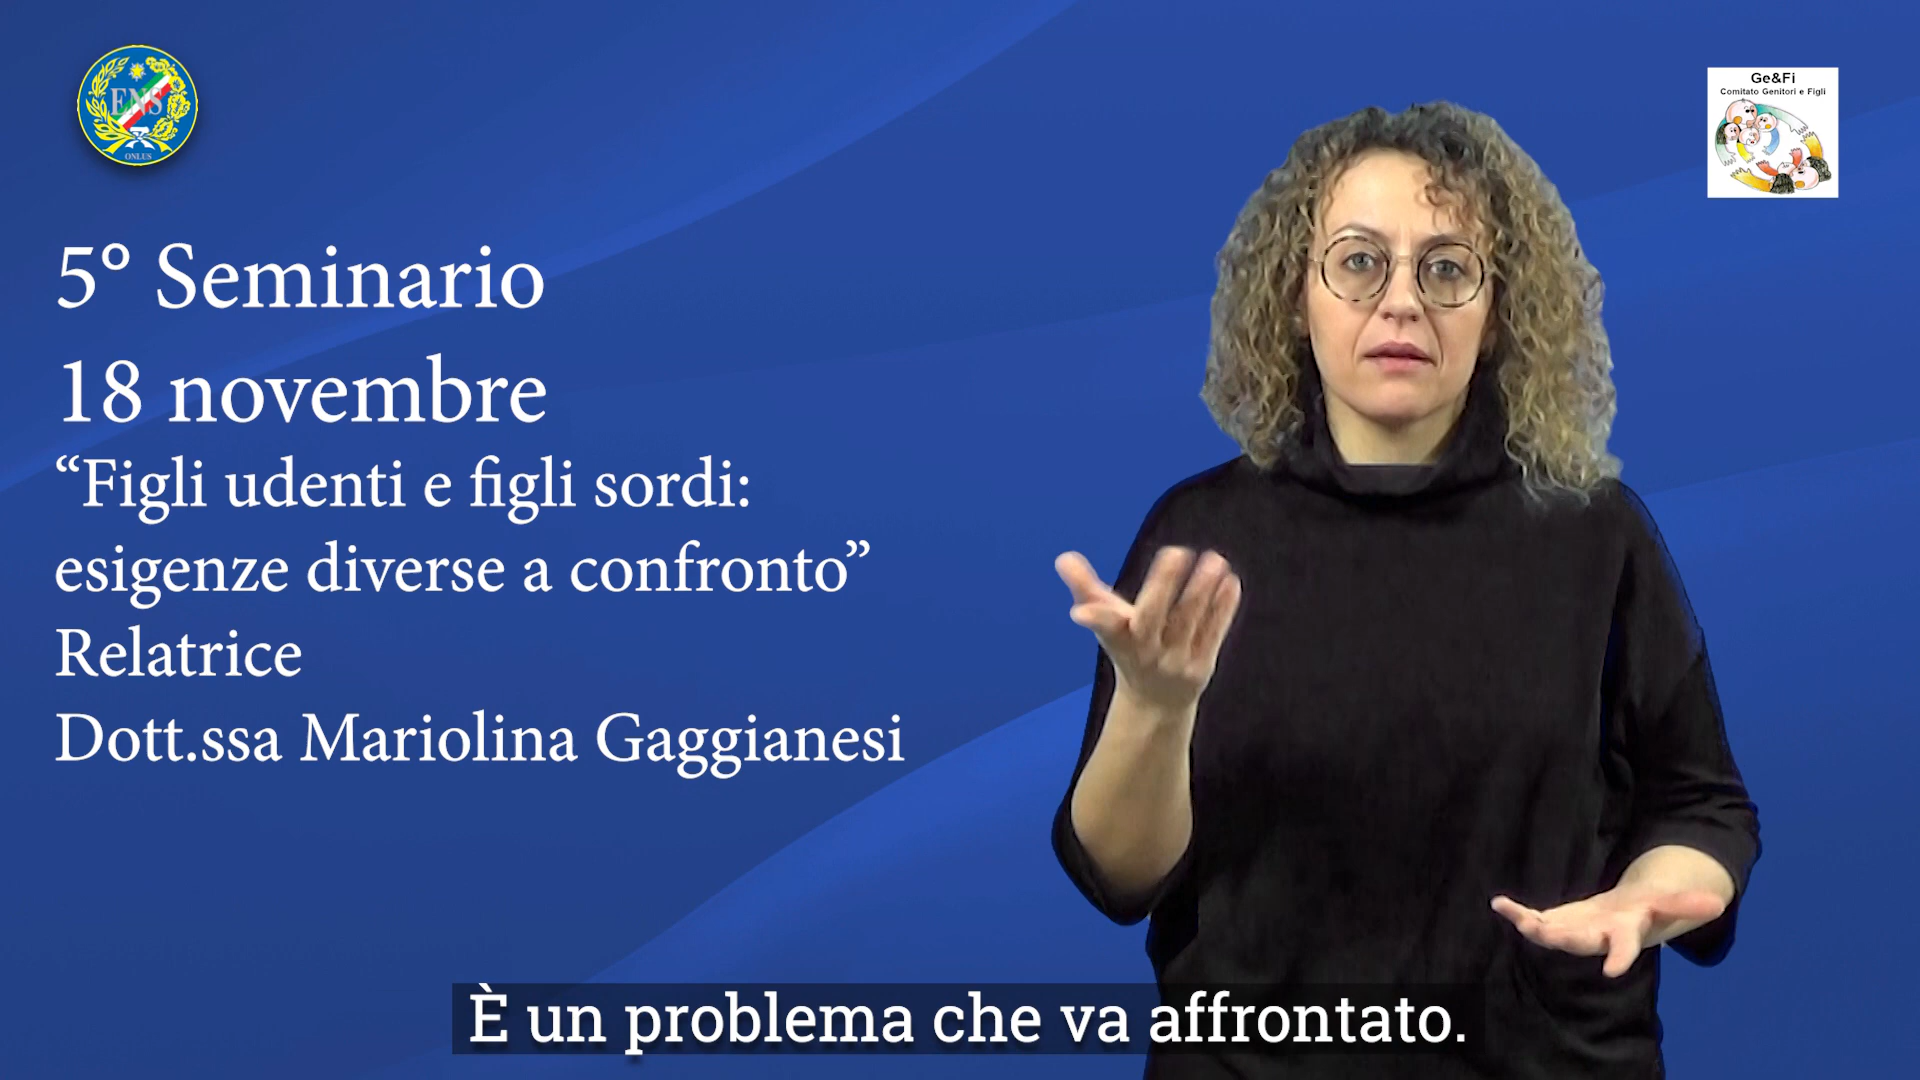 ENS
ONLUS
Ge&Fi
Comitato Genitori e Figli
5° Seminario
18 novembre
“Figli udenti e figli sordi:
esigenze diverse a confronto”
Relatrice
Dott.ssa Mariolina Gaggianesi
È un problema che va affrontato.